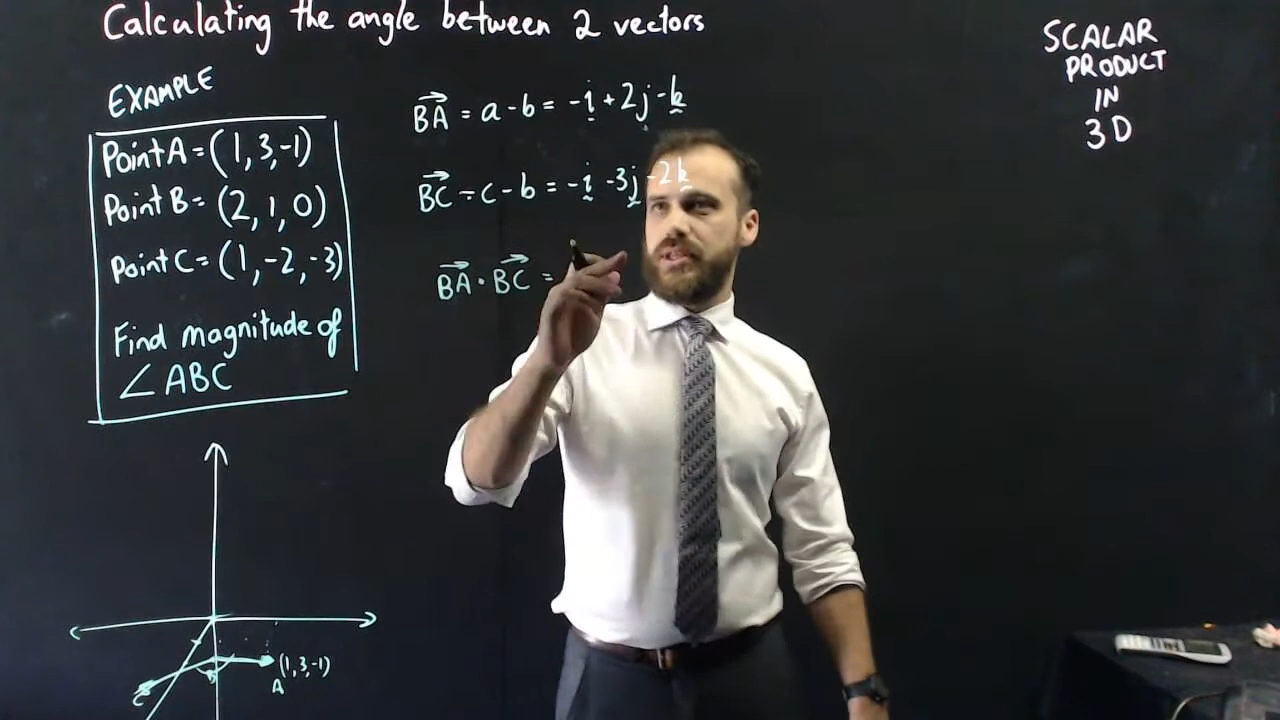 Calculating the angle between 2 vectors
EXAMPLE
Point A = (1, 3, -1)
Point B = (2, 1, 0)
Point C = (1, -2, -3)
Find magnitude of
∠ABC
BA = a - b = -i + 2j - k
BC = c - b = -i - 3j - 2k
BA · BC =
SCALAR
PRODUCT
IN
3D
(1, 3, -1)
A
B
C